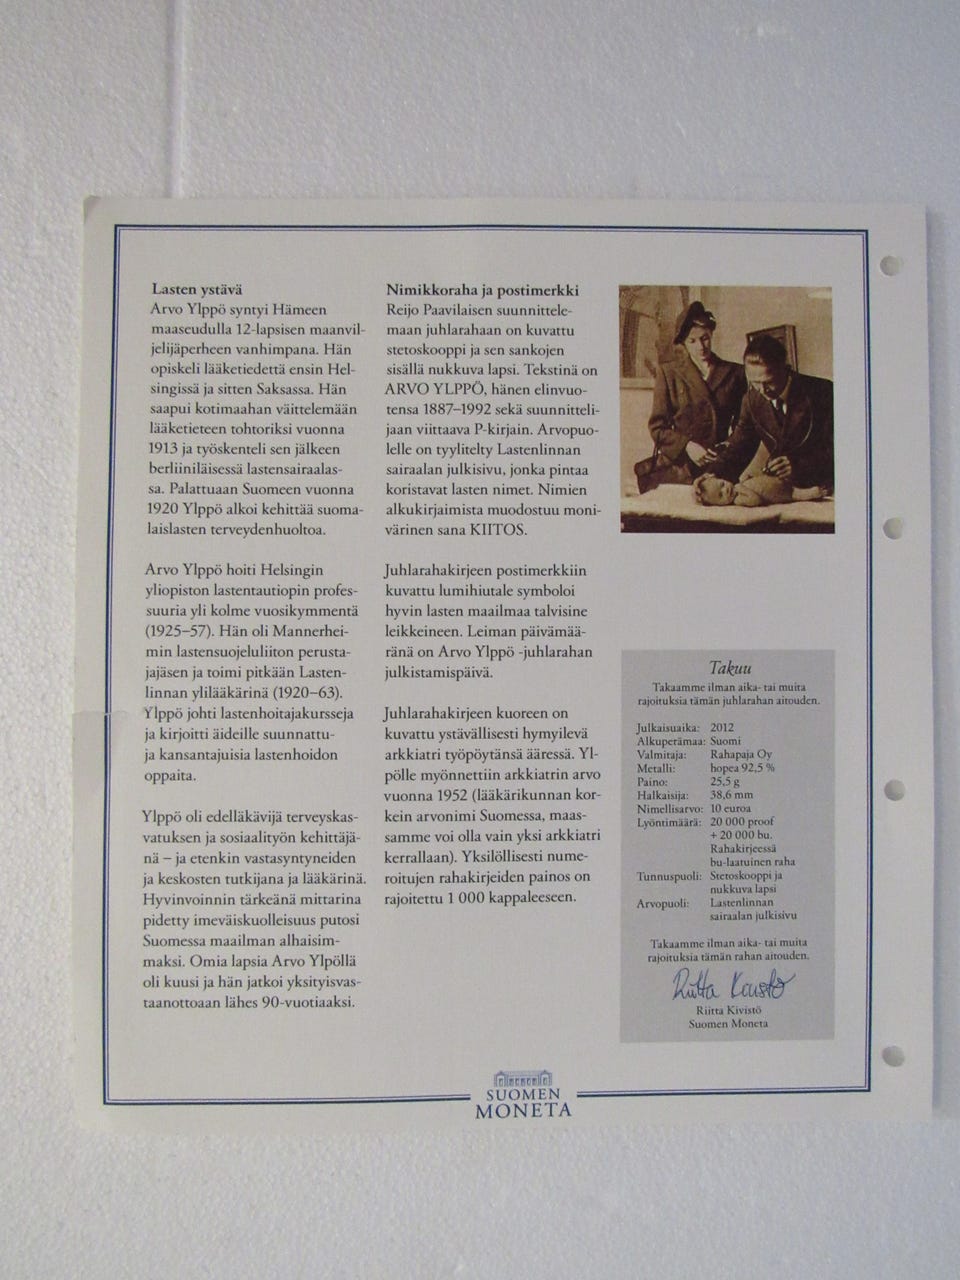 Lasten ystävä
Arvo Ylppö syntyi Hämeen
maaseudulla 12-lapsisen maanvil-
jelijäperheen vanhimpana. Hän
opiskeli lääketiedettä ensin Hel-
singissä ja sitten Saksassa. Hän
saapui kotimaahan väittelemään
lääketieteen tohtoriksi vuonna
1913 ja työskenteli sen jälkeen
berliiniläisessä lastensairaalas-
sa. Palattuaan Suomeen vuonna
1920 Ylppö alkoi kehittää suoma-
laislasten terveydenhuoltoa.
Arvo Ylppö hoiti Helsingin
yliopiston lastentautiopin profes-
suuria yli kolme vuosikymmentä
(1925–57). Hän oli Mannerhei-
min lastensuojeluliiton perusta-
jajäsen ja toimi pitkään Lasten-
linnan ylilääkärinä (1920–63).
Ylppö johti lastenhoitajakursseja
ja kirjoitti äideille suunnattu-
ja kansantajuisia lastenhoidon
oppaita.
Ylppö oli edelläkävijä terveyskas-
vatuksen ja sosiaalityön kehittäjä-
nä – ja etenkin vastasyntyneiden
ja keskosten tutkijana ja lääkärinä.
Hyvinvoinnin tärkeänä mittarina
pidetty imeväiskuolleisuus putosi
Suomessa maailman alhaisim-
maksi. Omia lapsia Arvo Ylpöllä
oli kuusi ja hän jatkoi yksityisvas-
taanottoaan lähes 90-vuotiaaksi.
Nimikkoraha ja postimerkki
Reijo Paavilaisen suunnittele-
maan juhlarahaan on kuvattu
stetoskooppi ja sen sankojen
sisällä nukkuva lapsi. Tekstinä on
ARVO YLPPÖ, hänen elinvuo-
tensa 1887–1992 sekä suunnitteli-
jaan viittaava P-kirjain. Arvopuo-
lelle on tyylitelty Lastenlinnan
sairaalan julkisivu, jonka pintaa
koristavat lasten nimet. Nimien
alkukirjaimista muodostuu moni-
värinen sana KIITOS.
Juhlarahakirjeen postimerkkiin
kuvattu lumihiutale symboloi
hyvin lasten maailmaa talvisine
leikkeineen. Leiman päivämää-
ränä on Arvo Ylppö -juhlarahan
julkistamispäivä.
Juhlarahakirjeen kuoreen on
kuvattu ystävällisesti hymyilevä
arkkiatri työpöytänsä ääressä. Yl-
pölle myönnettiin arkkiatrin arvo
vuonna 1952 (lääkärikunnan kor-
kein arvonimi Suomessa, maas-
samme voi olla vain yksi arkkiatri
kerrallaan). Yksilöllisesti nume-
roitujen rahakirjeiden painos on
rajoitettu 1 000 kappaleeseen.
Takuu
Takaamme ilman aika- tai muita
rajoituksia tämän juhlarahan aitouden.
Julkaisuaika: 2012
Alkuperämaa: Suomi
Valmistaja: Rahapaja Oy
Metalli: hopea 92,5 %
Paino: 25,5 g
Halkaisija: 38,6 mm
Nimellisarvo: 10 euroa
Lyöntimäärä: 20 000 proof
+ 20 000 bu.
Rahakirjeessä
bu-laatuinen raha
Tunnuspuoli: Stetoskooppi ja
nukkuva lapsi
Arvopuoli: Lastenlinnan
sairaalan julkisivu
Takaamme ilman aika- tai muita
rajoituksia tämän rahan aitouden.
Riitta Kivistö
Riitta Kivistö
Suomen Moneta
SUOMEN
MONETA